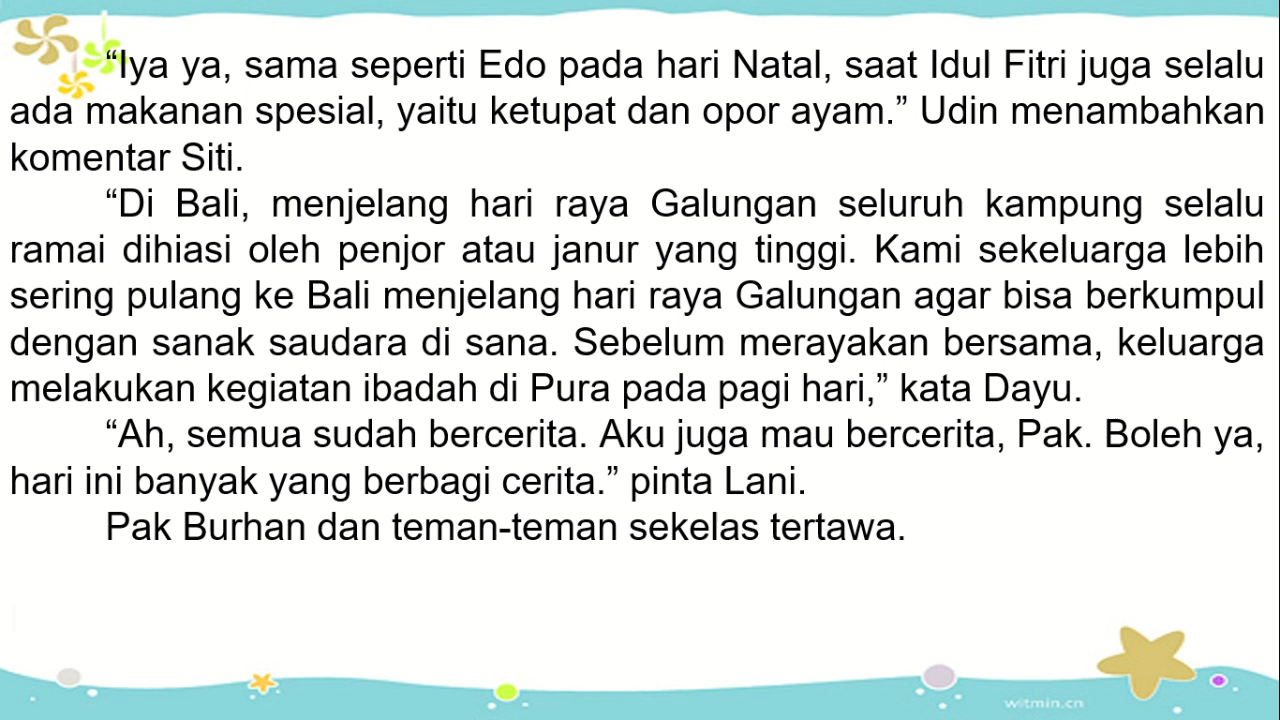 “Iya ya, sama seperti Edo pada hari Natal, saat Idul Fitri juga selalu
ada makanan spesial, yaitu ketupat dan opor ayam.” Udin menambahkan
komentar Siti.
“Di Bali, menjelang hari raya Galungan seluruh kampung selalu
ramai dihiasi oleh penjor atau janur yang tinggi. Kami sekeluarga lebih
sering pulang ke Bali menjelang hari raya Galungan agar bisa berkumpul
dengan sanak saudara di sana. Sebelum merayakan bersama, keluarga
melakukan kegiatan ibadah di Pura pada pagi hari,” kata Dayu.
“Ah, semua sudah bercerita. Aku juga mau bercerita, Pak. Boleh ya,
hari ini banyak yang berbagi cerita.” pinta Lani.
Pak Burhan dan teman-teman sekelas tertawa.
witmin.cn